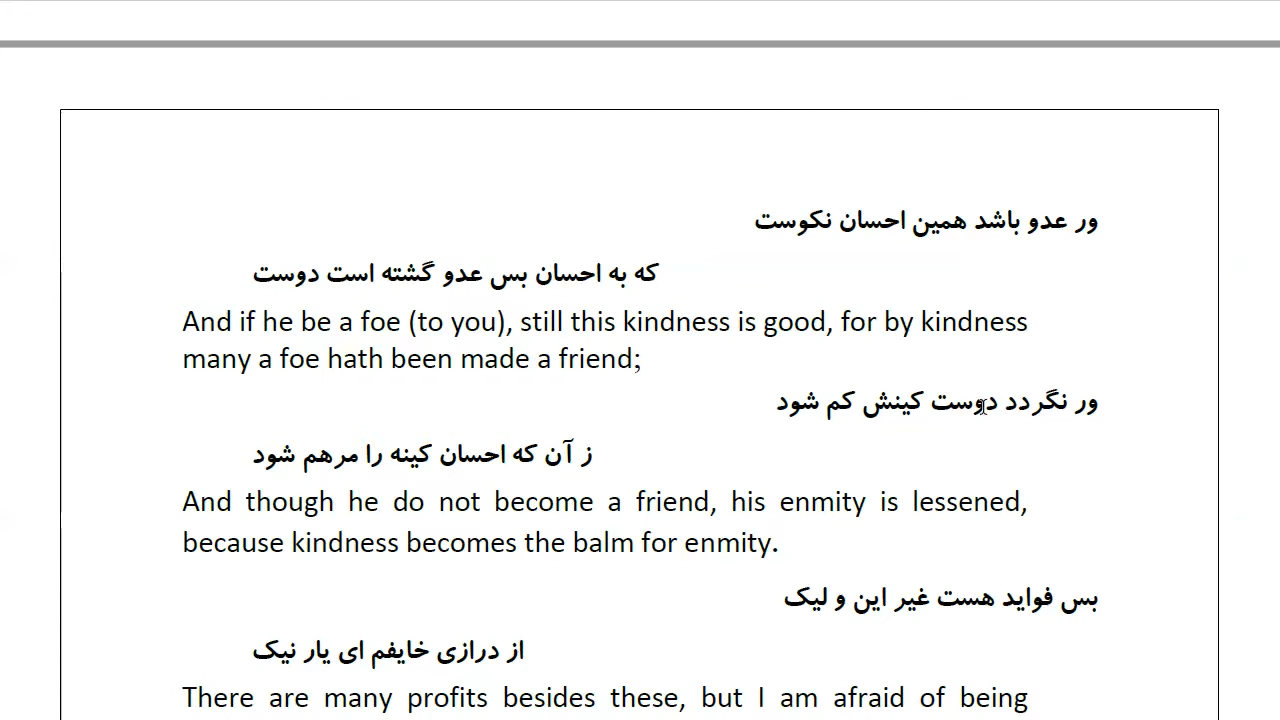 ور عدو باشد همین احسان نکوست
که به احسان بس عدو گشته است دوست
And if he be a foe (to you), still this kindness is good, for by kindness
many a foe hath been made a friend;
ور نگردد دوست کینش کم شود
ز آن که احسان کینه را مرهم شود
And though he do not become a friend, his enmity is lessened,
because kindness becomes the balm for enmity.
بس فواید هست غیر این و لیک
از درازی خایفم ای یار نیک
There are many profits besides these, but I am afraid of being